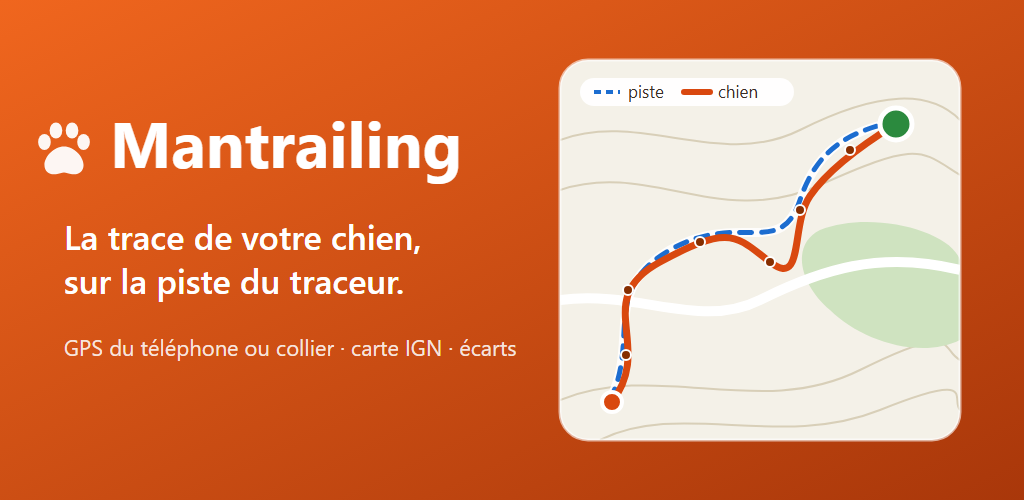 Mantrailing
La trace de votre chien,
sur la piste du traceur.
GPS du téléphone ou collier · carte IGN · écarts
piste chien